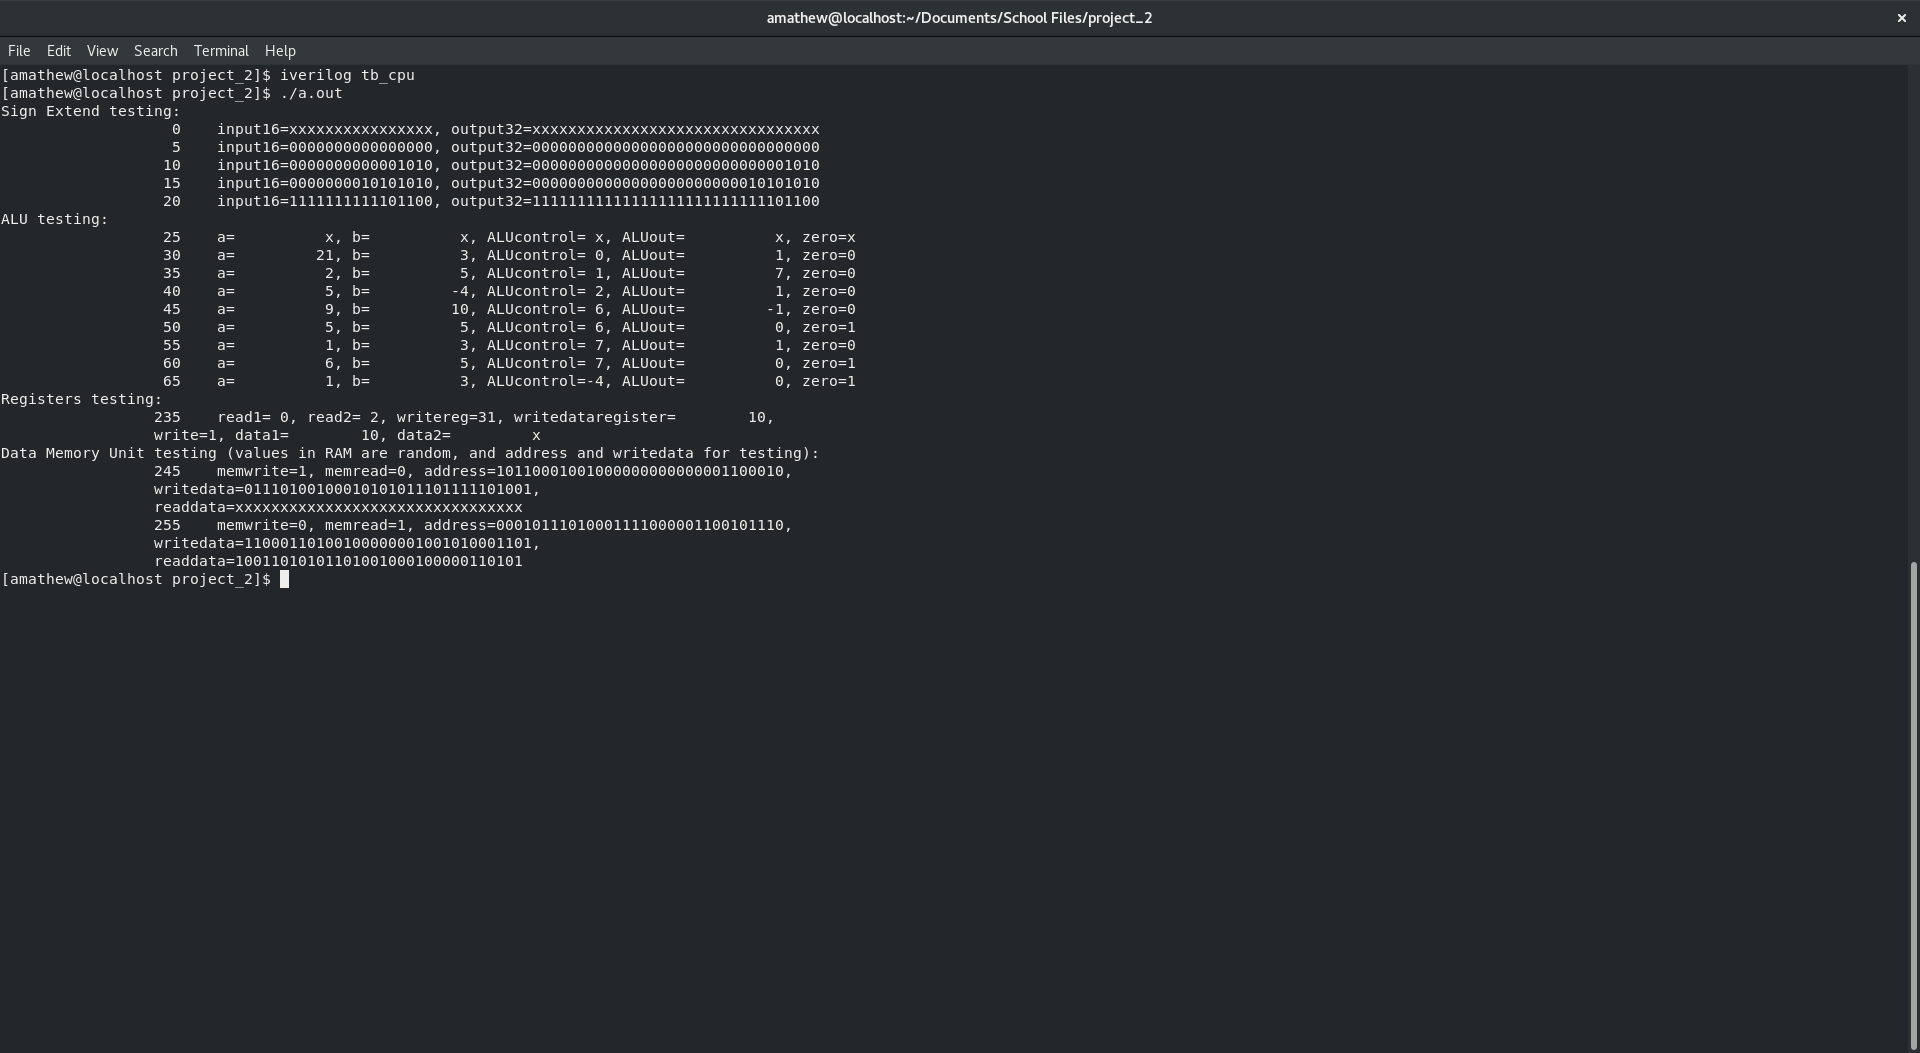 amathew@localhost:~/Documents/School Files/project_2
File Edit View Search Terminal Help
[amathew@localhost project_2]$ iverilog tb_cpu
[amathew@localhost project_2]$ ./a.out
Sign Extend testing:
0 input16=xxxxxxxxxxxxxxxx, output32=xxxxxxxxxxxxxxxxxxxxxxxxxxxxxxxx
5 input16=0000000000000000, output32=00000000000000000000000000000000
10 input16=0000000000001010, output32=00000000000000000000000000001010
15 input16=0000000010101010, output32=00000000000000000000000010101010
20 input16=1111111111101100, output32=11111111111111111111111111101100
ALU testing:
25 a= x, b= x, ALUcontrol= x, ALUout= x, zero=x
30 a= 21, b= 3, ALUcontrol= 0, ALUout= 1, zero=0
35 a= 2, b= 5, ALUcontrol= 1, ALUout= 7, zero=0
40 a= 5, b= -4, ALUcontrol= 2, ALUout= 1, zero=0
45 a= 9, b= 10, ALUcontrol= 6, ALUout= -1, zero=0
50 a= 5, b= 5, ALUcontrol= 6, ALUout= 0, zero=1
55 a= 1, b= 3, ALUcontrol= 7, ALUout= 1, zero=0
60 a= 6, b= 5, ALUcontrol= 7, ALUout= 0, zero=1
65 a= 1, b= 3, ALUcontrol=-4, ALUout= 0, zero=1
Registers testing:
235 read1= 0, read2= 2, writereg=31, writedataregister= 10,
write=1, data1= 10, data2= x
Data Memory Unit testing (values in RAM are random, and address and writedata for testing):
245 memwrite=1, memread=0, address=10110001001000000000000001100010,
writedata=01110100100010101011101111101001,
readdata=xxxxxxxxxxxxxxxxxxxxxxxxxxxxxxxx
255 memwrite=0, memread=1, address=00010111010001111000001100101110,
writedata=11000110100100000001001010001101,
readdata=10011010101101001000100000110101
[amathew@localhost project_2]$